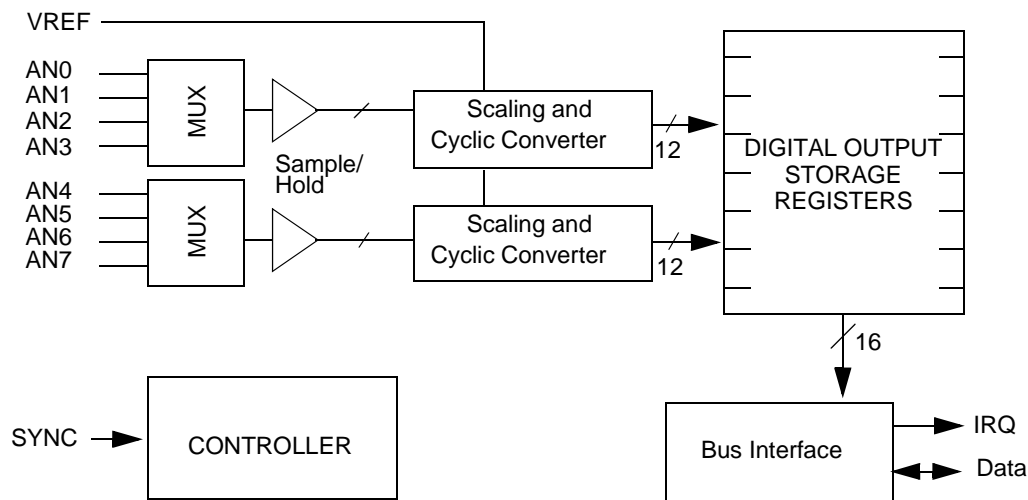 VREF
AN0
AN1
AN2
AN3
MUX
Sample/
Hold
Scaling and
Cyclic Converter
12
AN4
AN5
AN6
AN7
MUX
Scaling and
Cyclic Converter
12
DIGITAL OUTPUT
STORAGE
REGISTERS
16
SYNC
CONTROLLER
Bus Interface
IRQ
Data